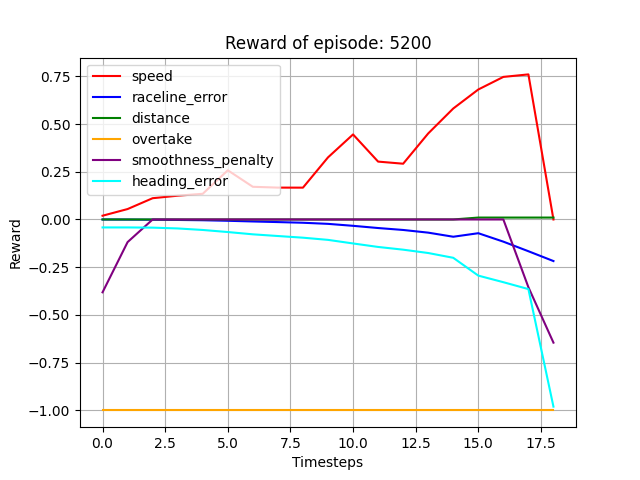 Reward of episode: 5200
speed
raceline_error
distance
overtake
smoothness_penalty
heading_error
Reward
0.75
0.50
0.25
0.00
−0.25
−0.50
−0.75
−1.00
0.0 2.5 5.0 7.5 10.0 12.5 15.0 17.5
Timesteps